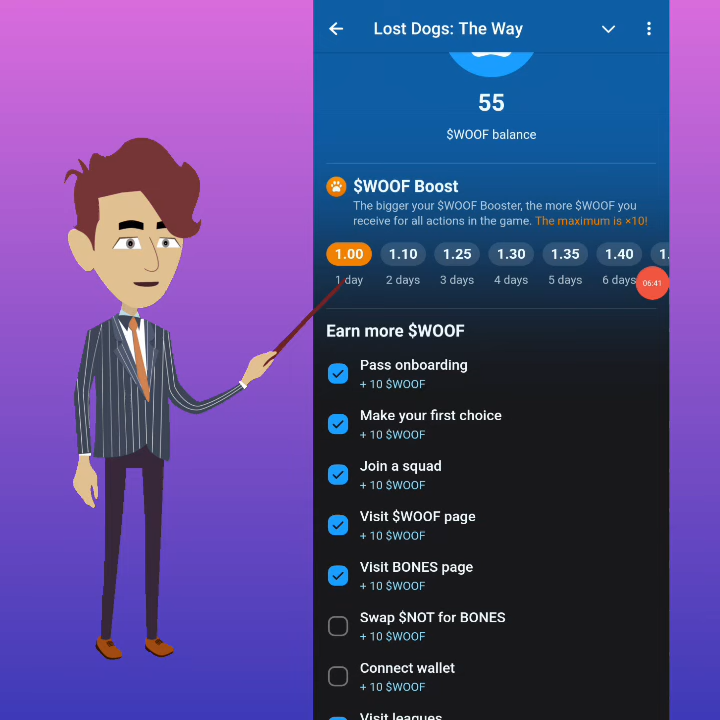 Lost Dogs: The Way
55
$WOOF balance
$WOOF Boost
The bigger your $WOOF Booster, the more $WOOF you
receive for all actions in the game. The maximum is ×10!
1.00 1.10 1.25 1.30 1.35 1.40 1.
1 day 2 days 3 days 4 days 5 days 6 days
06:41
Earn more $WOOF
Pass onboarding
+ 10 $WOOF
Make your first choice
+ 10 $WOOF
Join a squad
+ 10 $WOOF
Visit $WOOF page
+ 10 $WOOF
Visit BONES page
+ 10 $WOOF
Swap $NOT for BONES
+ 10 $WOOF
Connect wallet
+ 10 $WOOF
Visit leagues